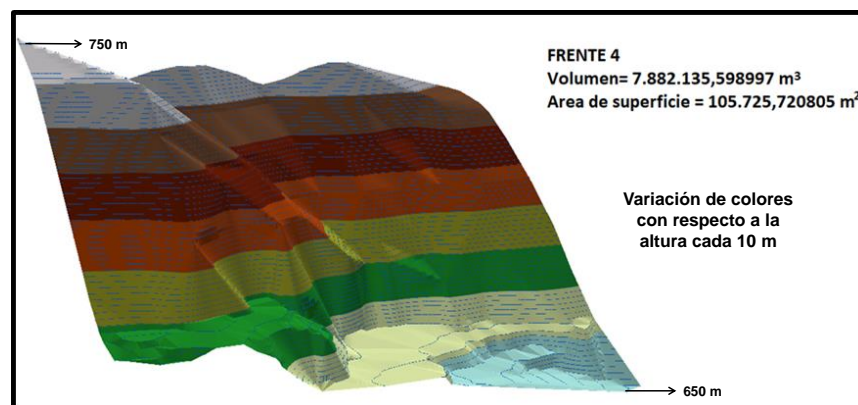 750 m
FRENTE 4
Volumen= 7.882.135,598997 m³
Area de superficie = 105.725,720805 m²
Variación de colores
con respecto a la
altura cada 10 m
650 m